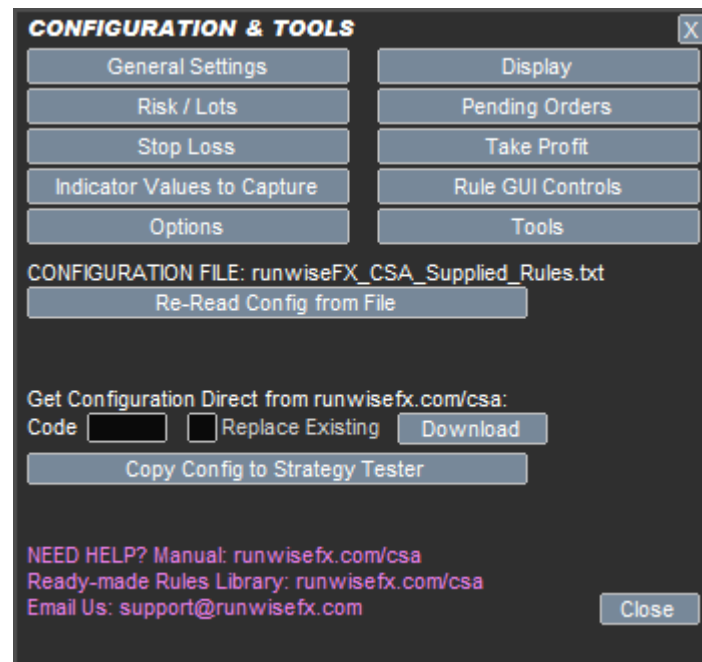 CONFIGURATION & TOOLS X
General Settings Display
Risk / Lots Pending Orders
Stop Loss Take Profit
Indicator Values to Capture Rule GUI Controls
Options Tools
CONFIGURATION FILE: runwiseFX_CSA_Supplied_Rules.txt
Re-Read Config from File
Get Configuration Direct from runwisefx.com/csa:
Code Replace Existing Download
Copy Config to Strategy Tester
NEED HELP? Manual: runwisefx.com/csa
Ready-made Rules Library: runwisefx.com/csa
Email Us: support@runwisefx.com Close